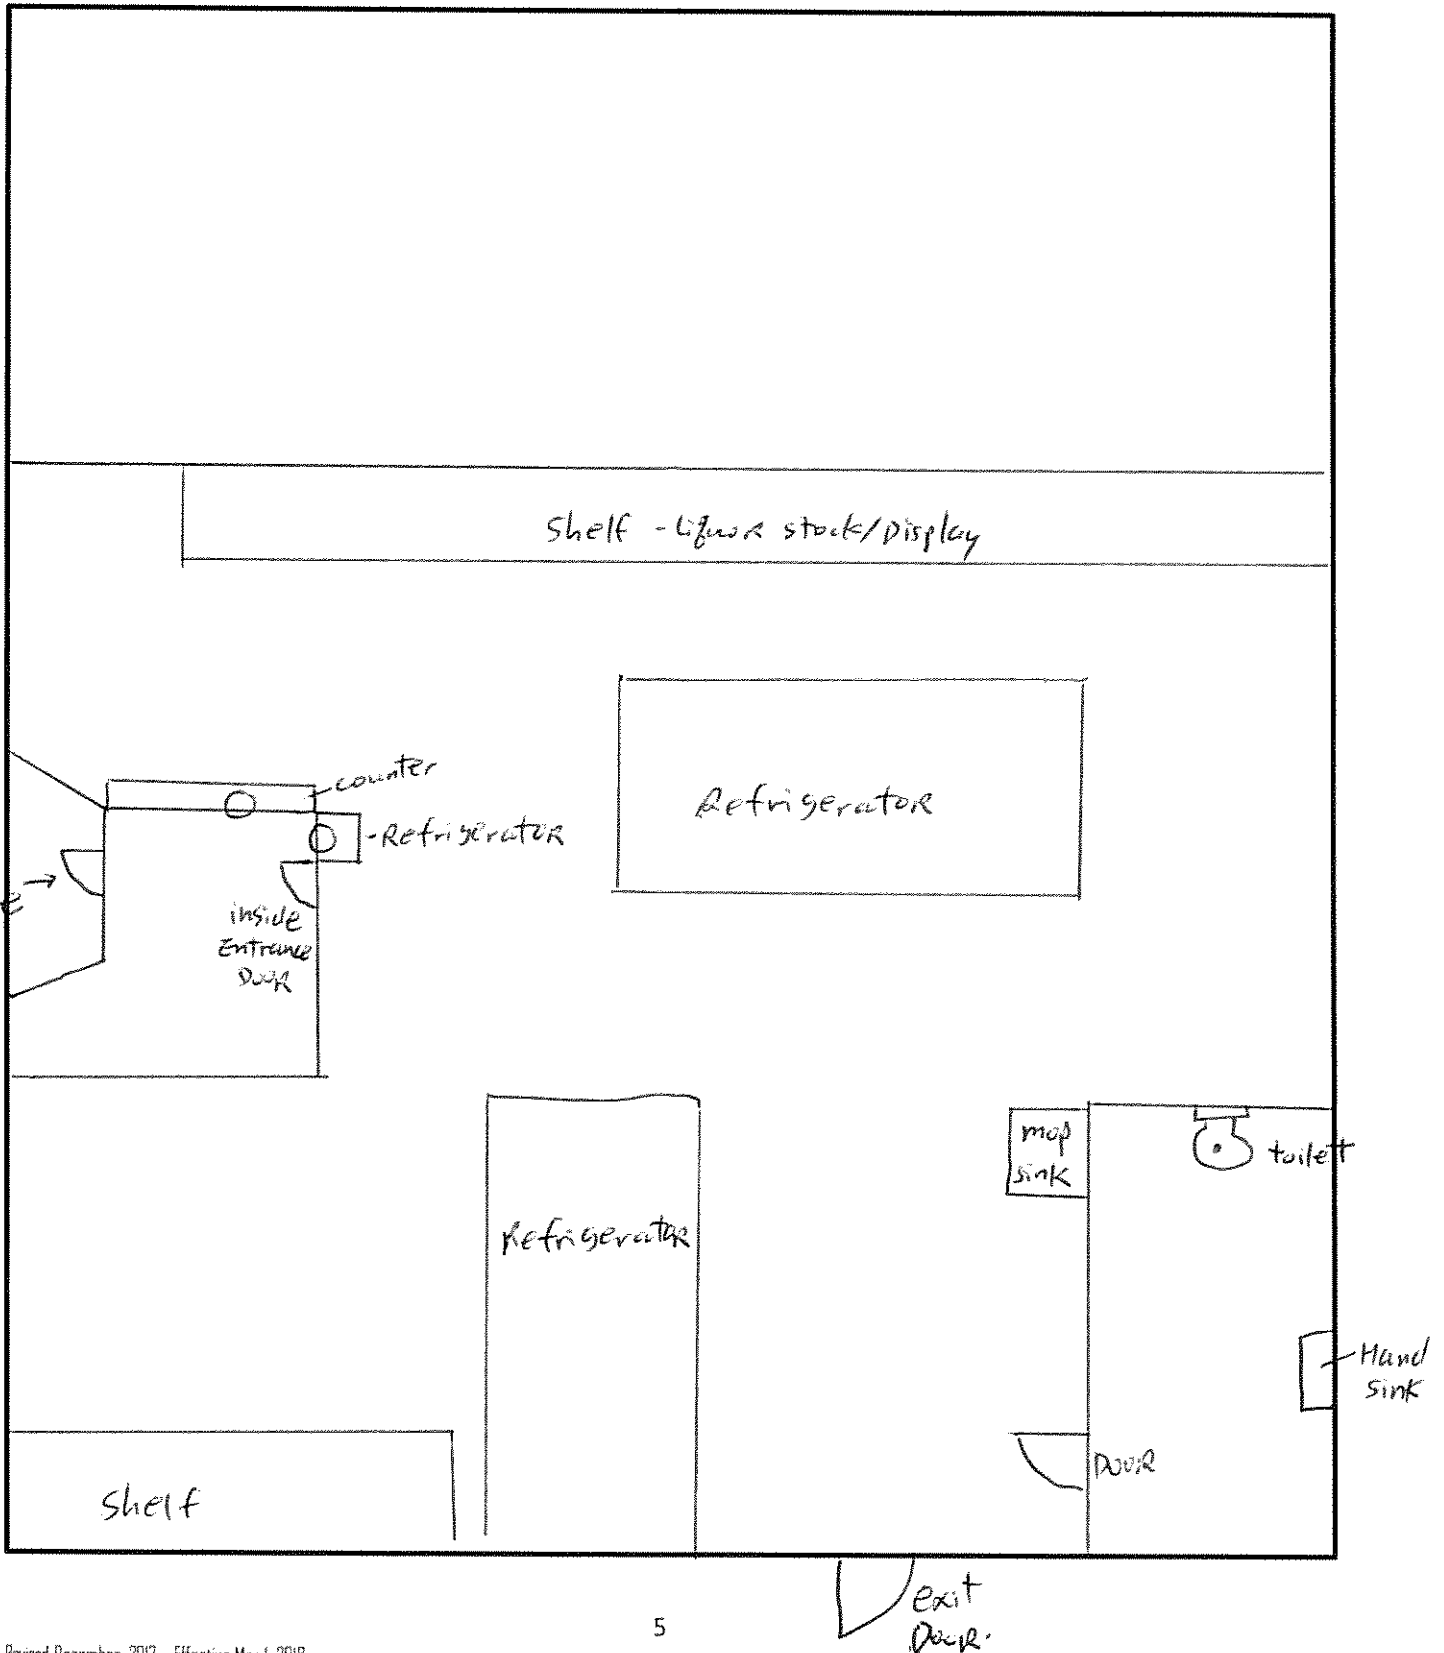 Shelf - Liquor stock/Display
counter
-Refrigerator
Refrigerator
inside
Entrance
DOOR
mop
sink
toilett
Refrigerator
Hand
sink
DOOR
Shelf
exit
DOOR.
5